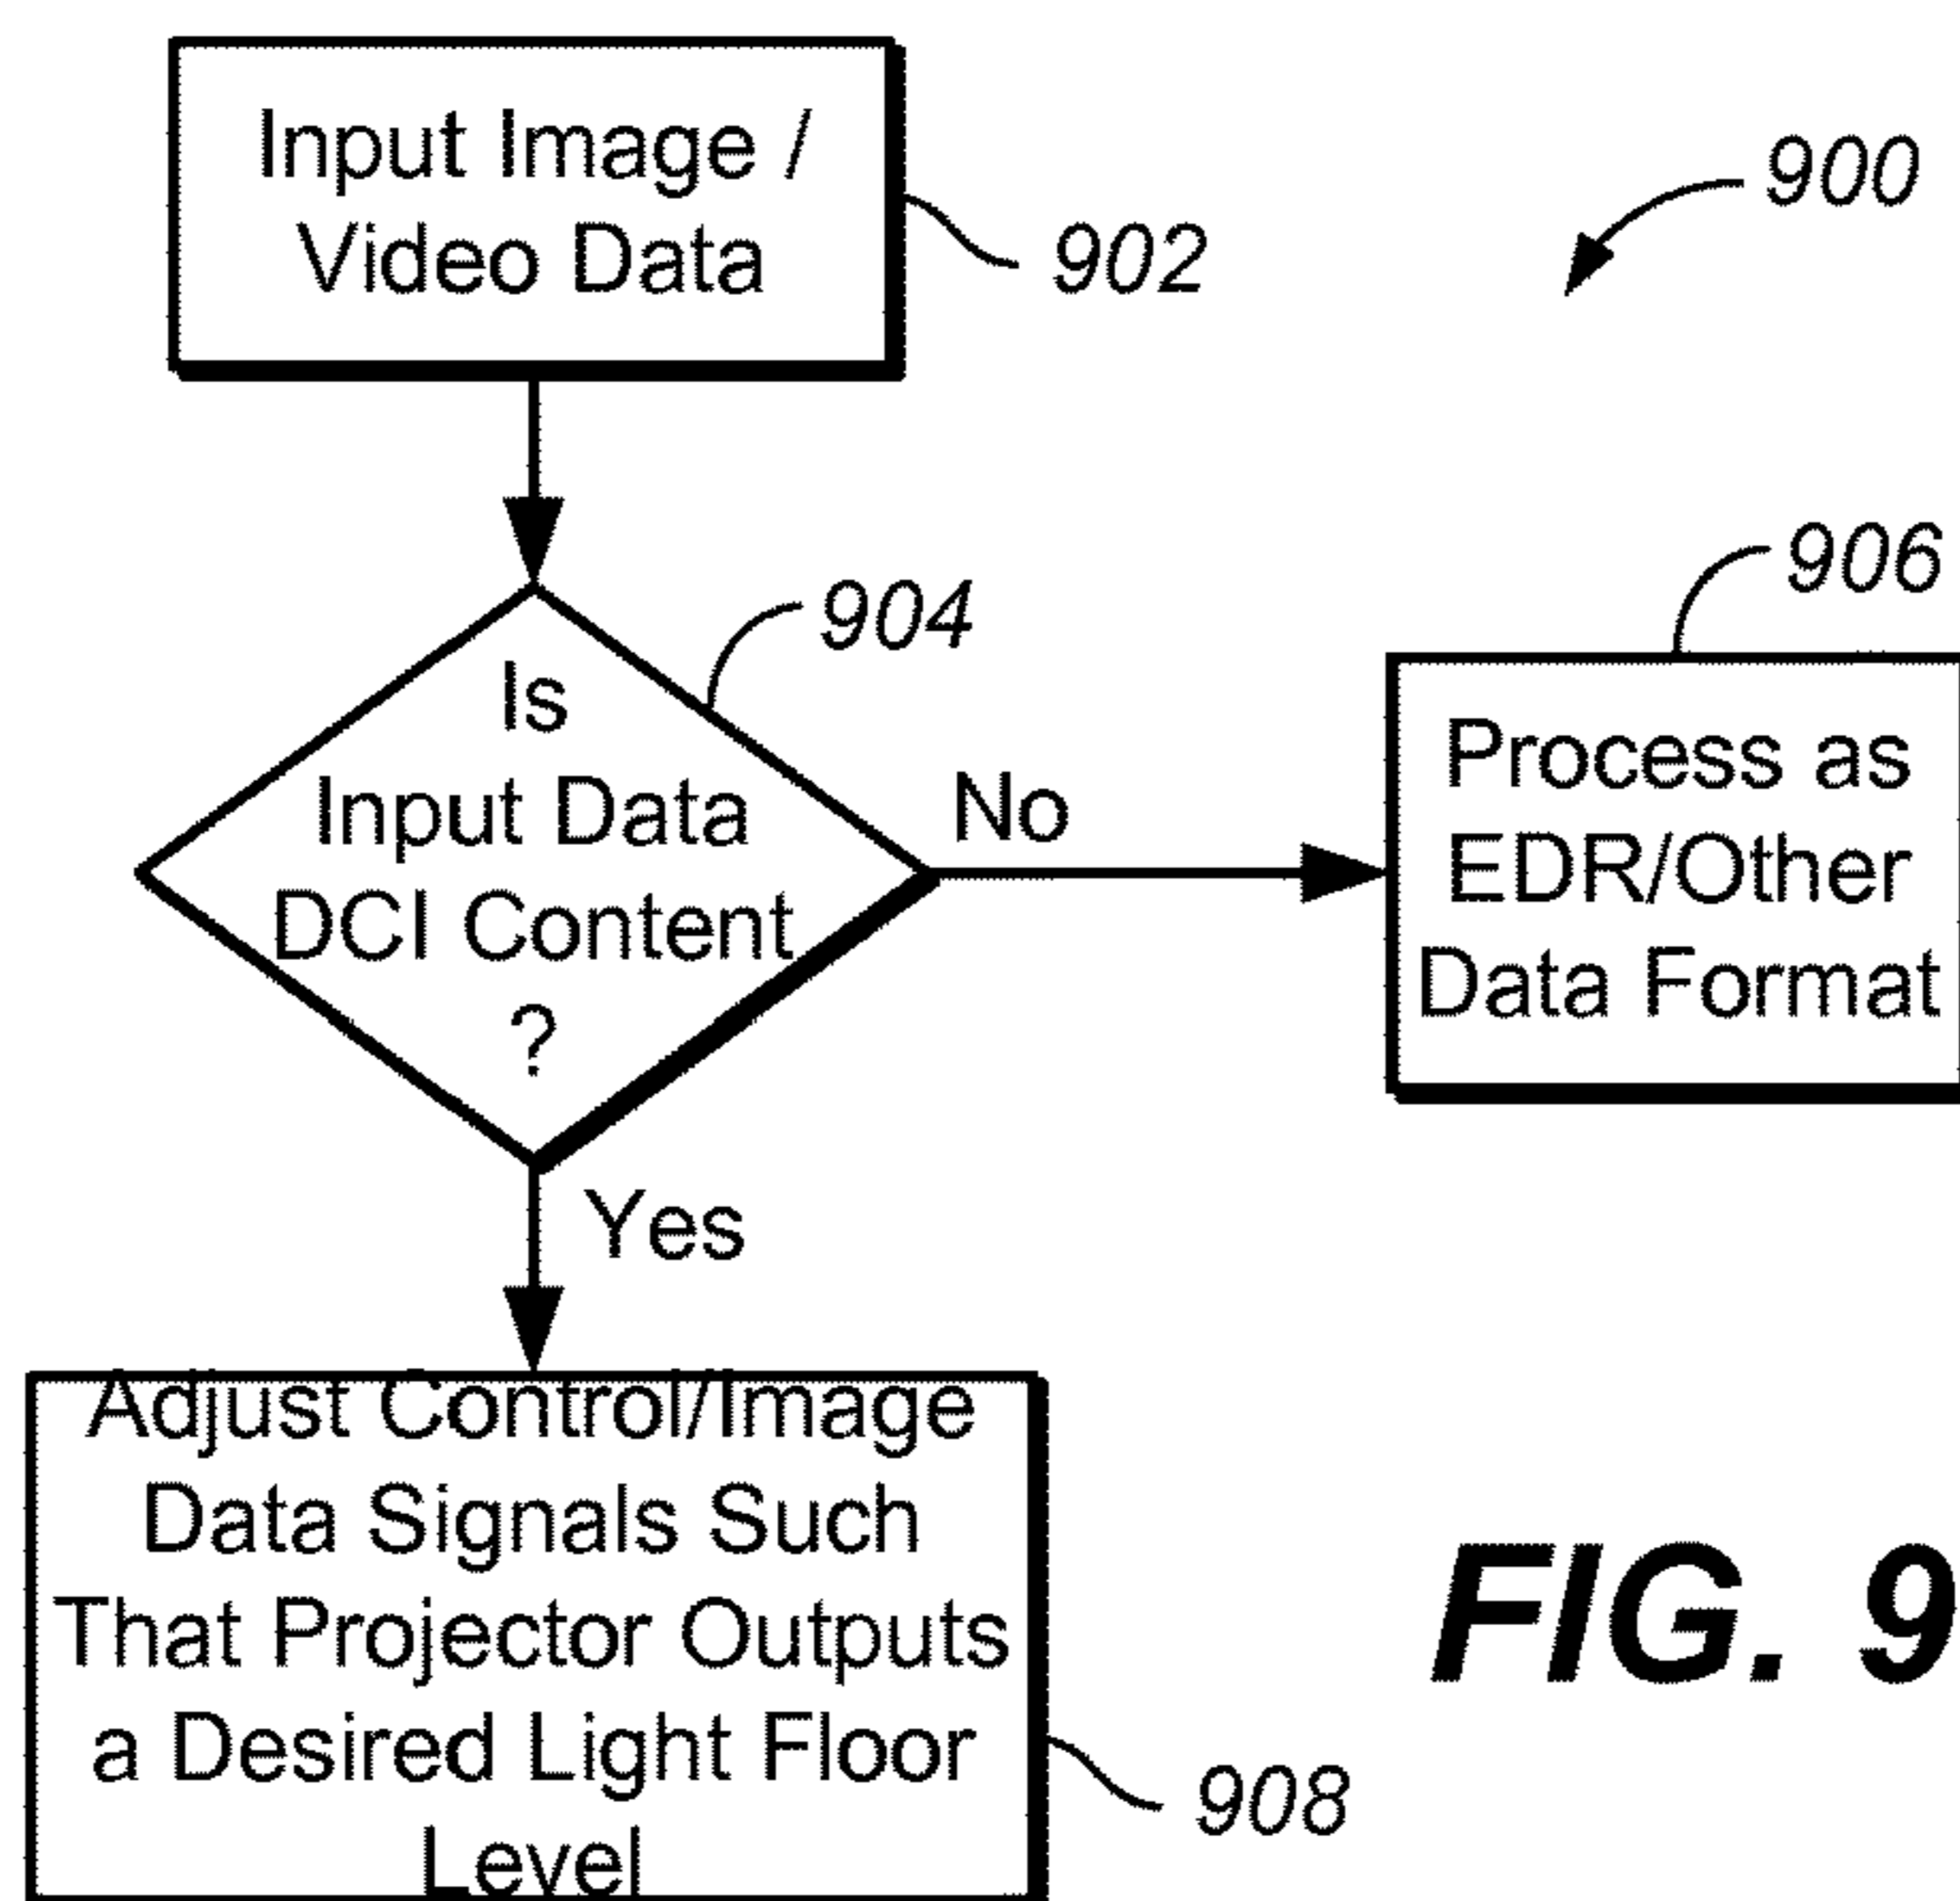 Input Image /
Video Data
900
902
904
Is
Input Data
DCI Content
?
No
906
Process as
EDR/Other
Data Format
Yes
Adjust Control/Image
Data Signals Such
That Projector Outputs
a Desired Light Floor
Level
908
FIG. 9